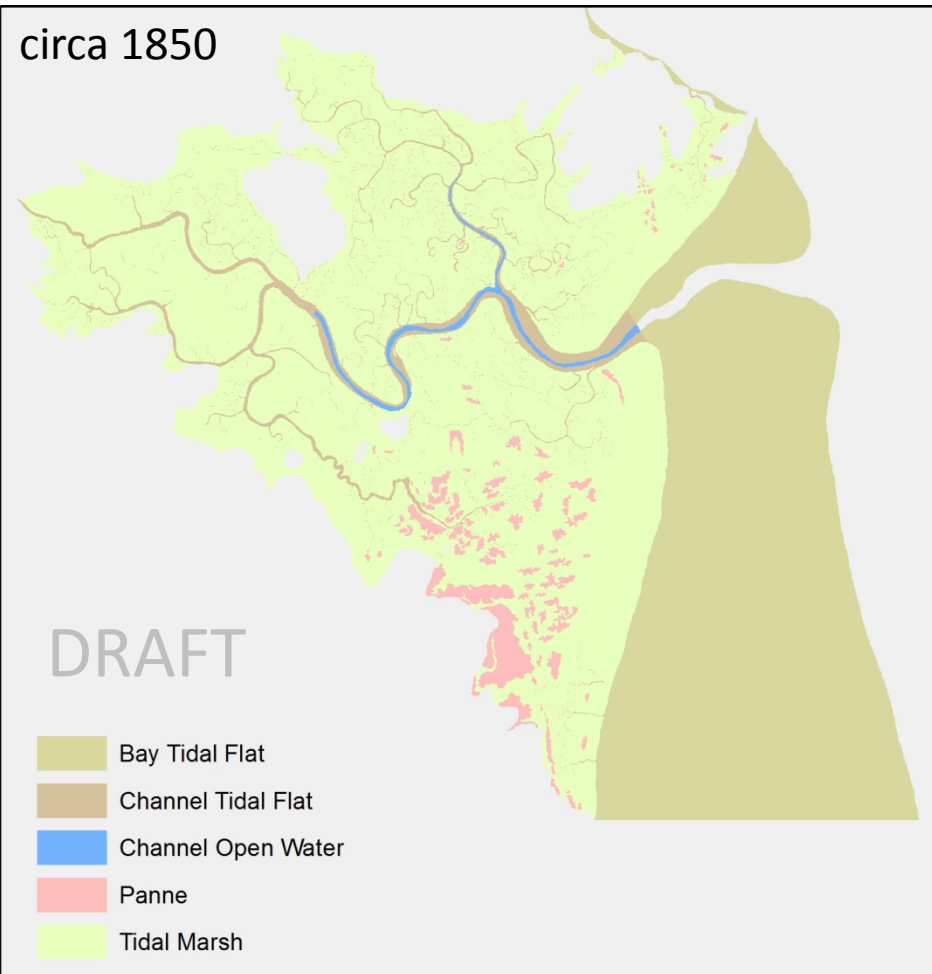 circa 1850
DRAFT
Bay Tidal Flat
Channel Tidal Flat
Channel Open Water
Panne
Tidal Marsh